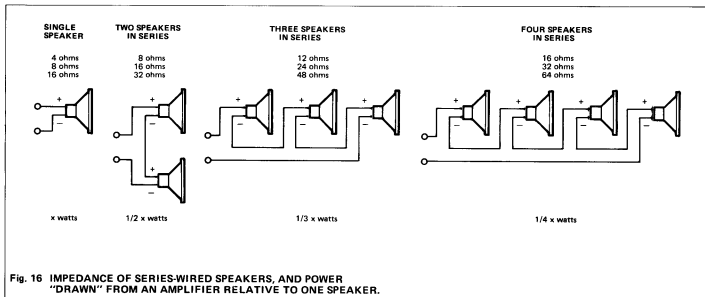 SINGLE
SPEAKER
4 ohms
8 ohms
16 ohms
+
−
x watts
TWO SPEAKERS
IN SERIES
8 ohms
16 ohms
32 ohms
+
−
+
−
1/2 x watts
THREE SPEAKERS
IN SERIES
12 ohms
24 ohms
48 ohms
+
−
+
−
+
−
1/3 x watts
FOUR SPEAKERS
IN SERIES
16 ohms
32 ohms
64 ohms
+
−
+
−
+
−
+
−
1/4 x watts
Fig. 16 IMPEDANCE OF SERIES-WIRED SPEAKERS, AND POWER
"DRAWN" FROM AN AMPLIFIER RELATIVE TO ONE SPEAKER.